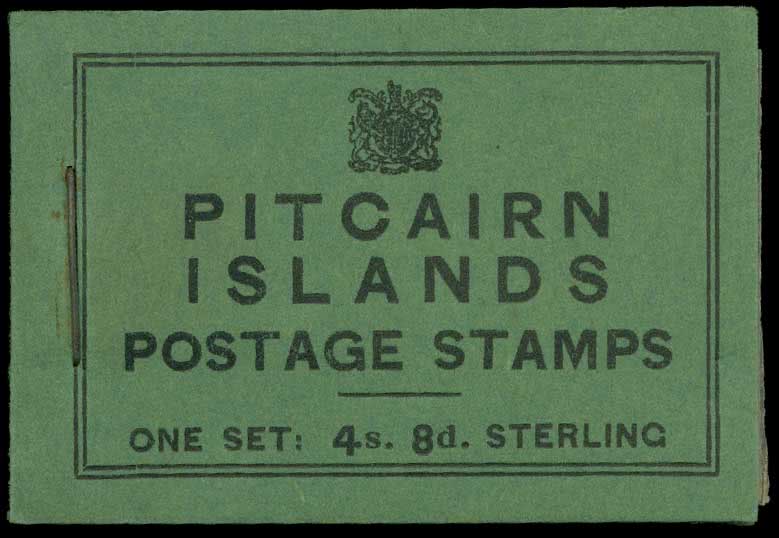 PITCAIRN
ISLANDS
POSTAGE STAMPS
ONE SET: 4s. 8d. STERLING